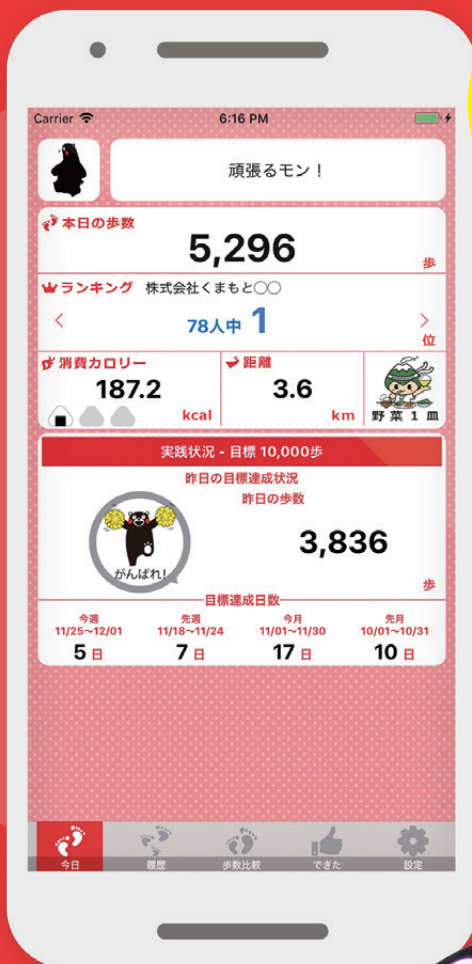 Carrier 6:16 PM
頑張るモン！
本日の歩数
5,296
歩
ランキング 株式会社くまもと〇〇
< 78人中 1 >
位
消費カロリー
187.2
kcal
距離
3.6
km
野菜1皿
実践状況 - 目標 10,000歩
昨日の目標達成状況
昨日の歩数
3,836
歩
がんばれ!
目標達成日数
今週 先週 今月 先月
11/25~12/01 11/18~11/24 11/01~11/30 10/01~10/31
5日 7日 17日 10日
今日 履歴 歩数比較 できた 設定